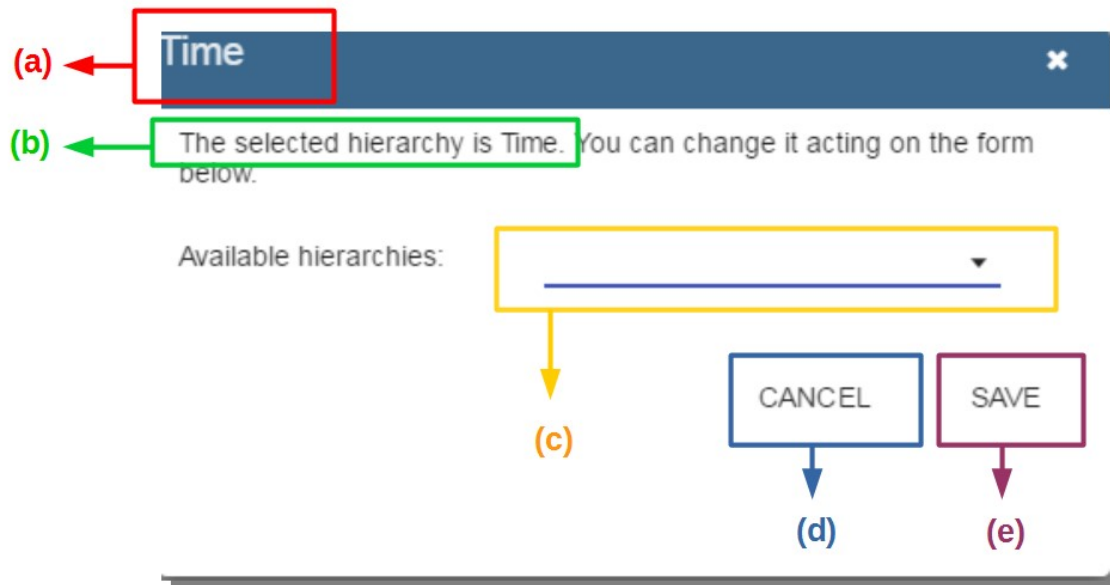 (a)
Time
(b)
The selected hierarchy is Time. You can change it acting on the form
below.
Available hierarchies:
CANCEL
SAVE
(c)
(d)
(e)